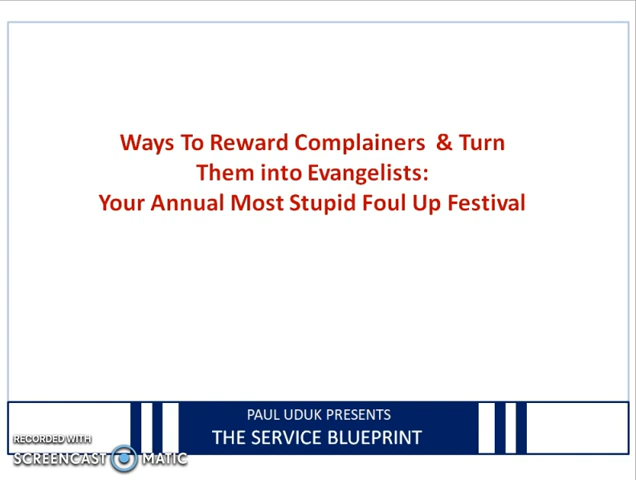 Ways To Reward Complainers & Turn
Them into Evangelists:
Your Annual Most Stupid Foul Up Festival
PAUL UDUK PRESENTS
THE SERVICE BLUEPRINT
RECORDED WITH
SCREENCAST MATIC